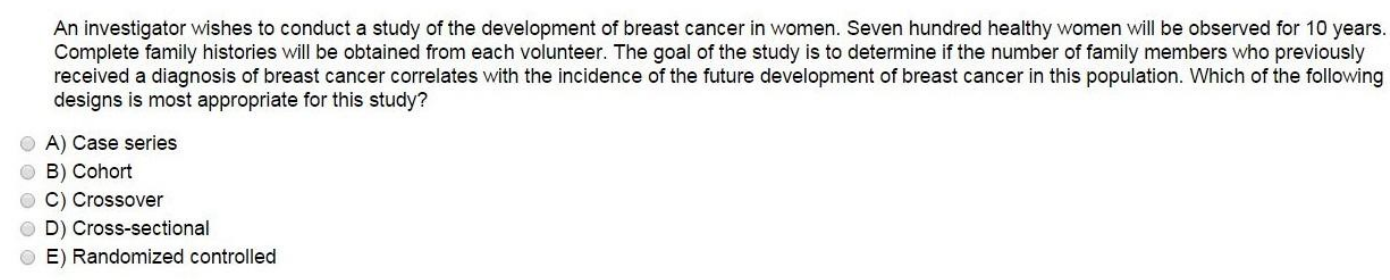 An investigator wishes to conduct a study of the development of breast cancer in women. Seven hundred healthy women will be observed for 10 years.
Complete family histories will be obtained from each volunteer. The goal of the study is to determine if the number of family members who previously
received a diagnosis of breast cancer correlates with the incidence of the future development of breast cancer in this population. Which of the following
designs is most appropriate for this study?
A) Case series
B) Cohort
C) Crossover
D) Cross-sectional
E) Randomized controlled